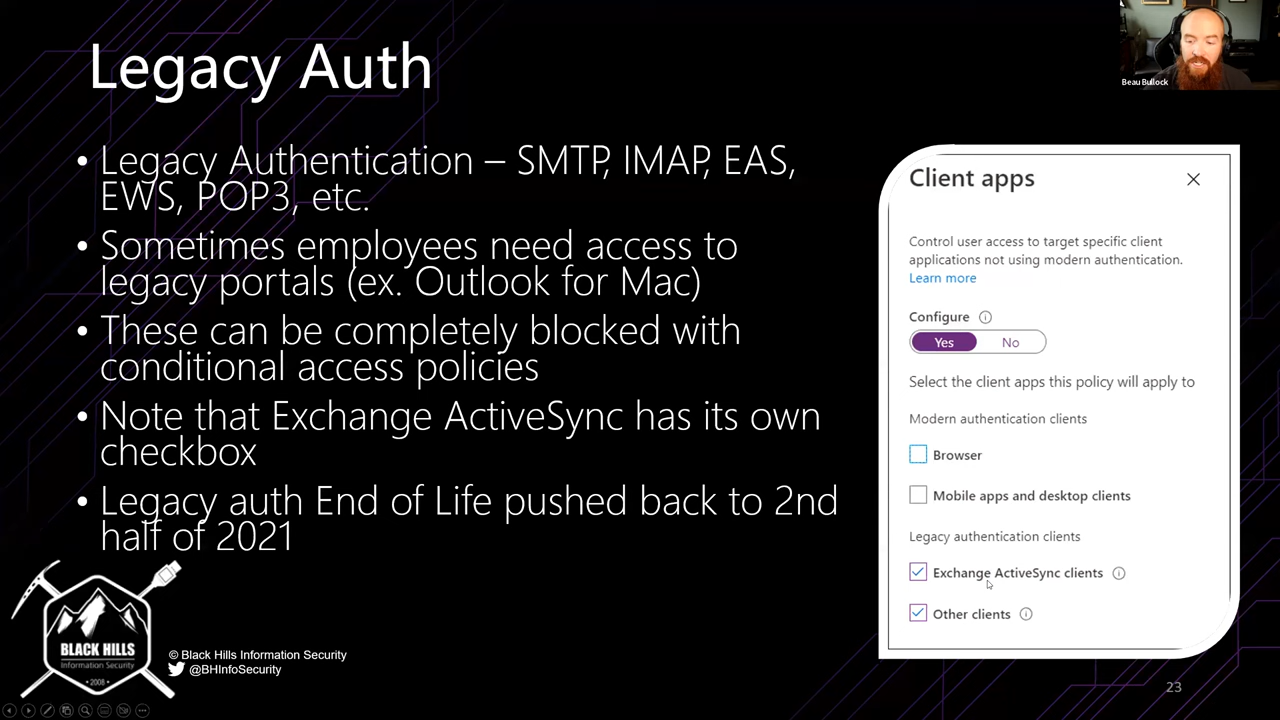 Legacy Auth
Beau Bullock
• Legacy Authentication – SMTP, IMAP, EAS,
EWS, POP3, etc.
• Sometimes employees need access to
legacy portals (ex. Outlook for Mac)
• These can be completely blocked with
conditional access policies
• Note that Exchange ActiveSync has its own
checkbox
• Legacy auth End of Life pushed back to 2nd
half of 2021
Client apps
Control user access to target specific client
applications not using modern authentication.
Learn more
Configure
Yes No
Select the client apps this policy will apply to
Modern authentication clients
Browser
Mobile apps and desktop clients
Legacy authentication clients
Exchange ActiveSync clients
Other clients
BLACK HILLS
Information Security
• 2008 •
© Black Hills Information Security
@BHInfoSecurity
23